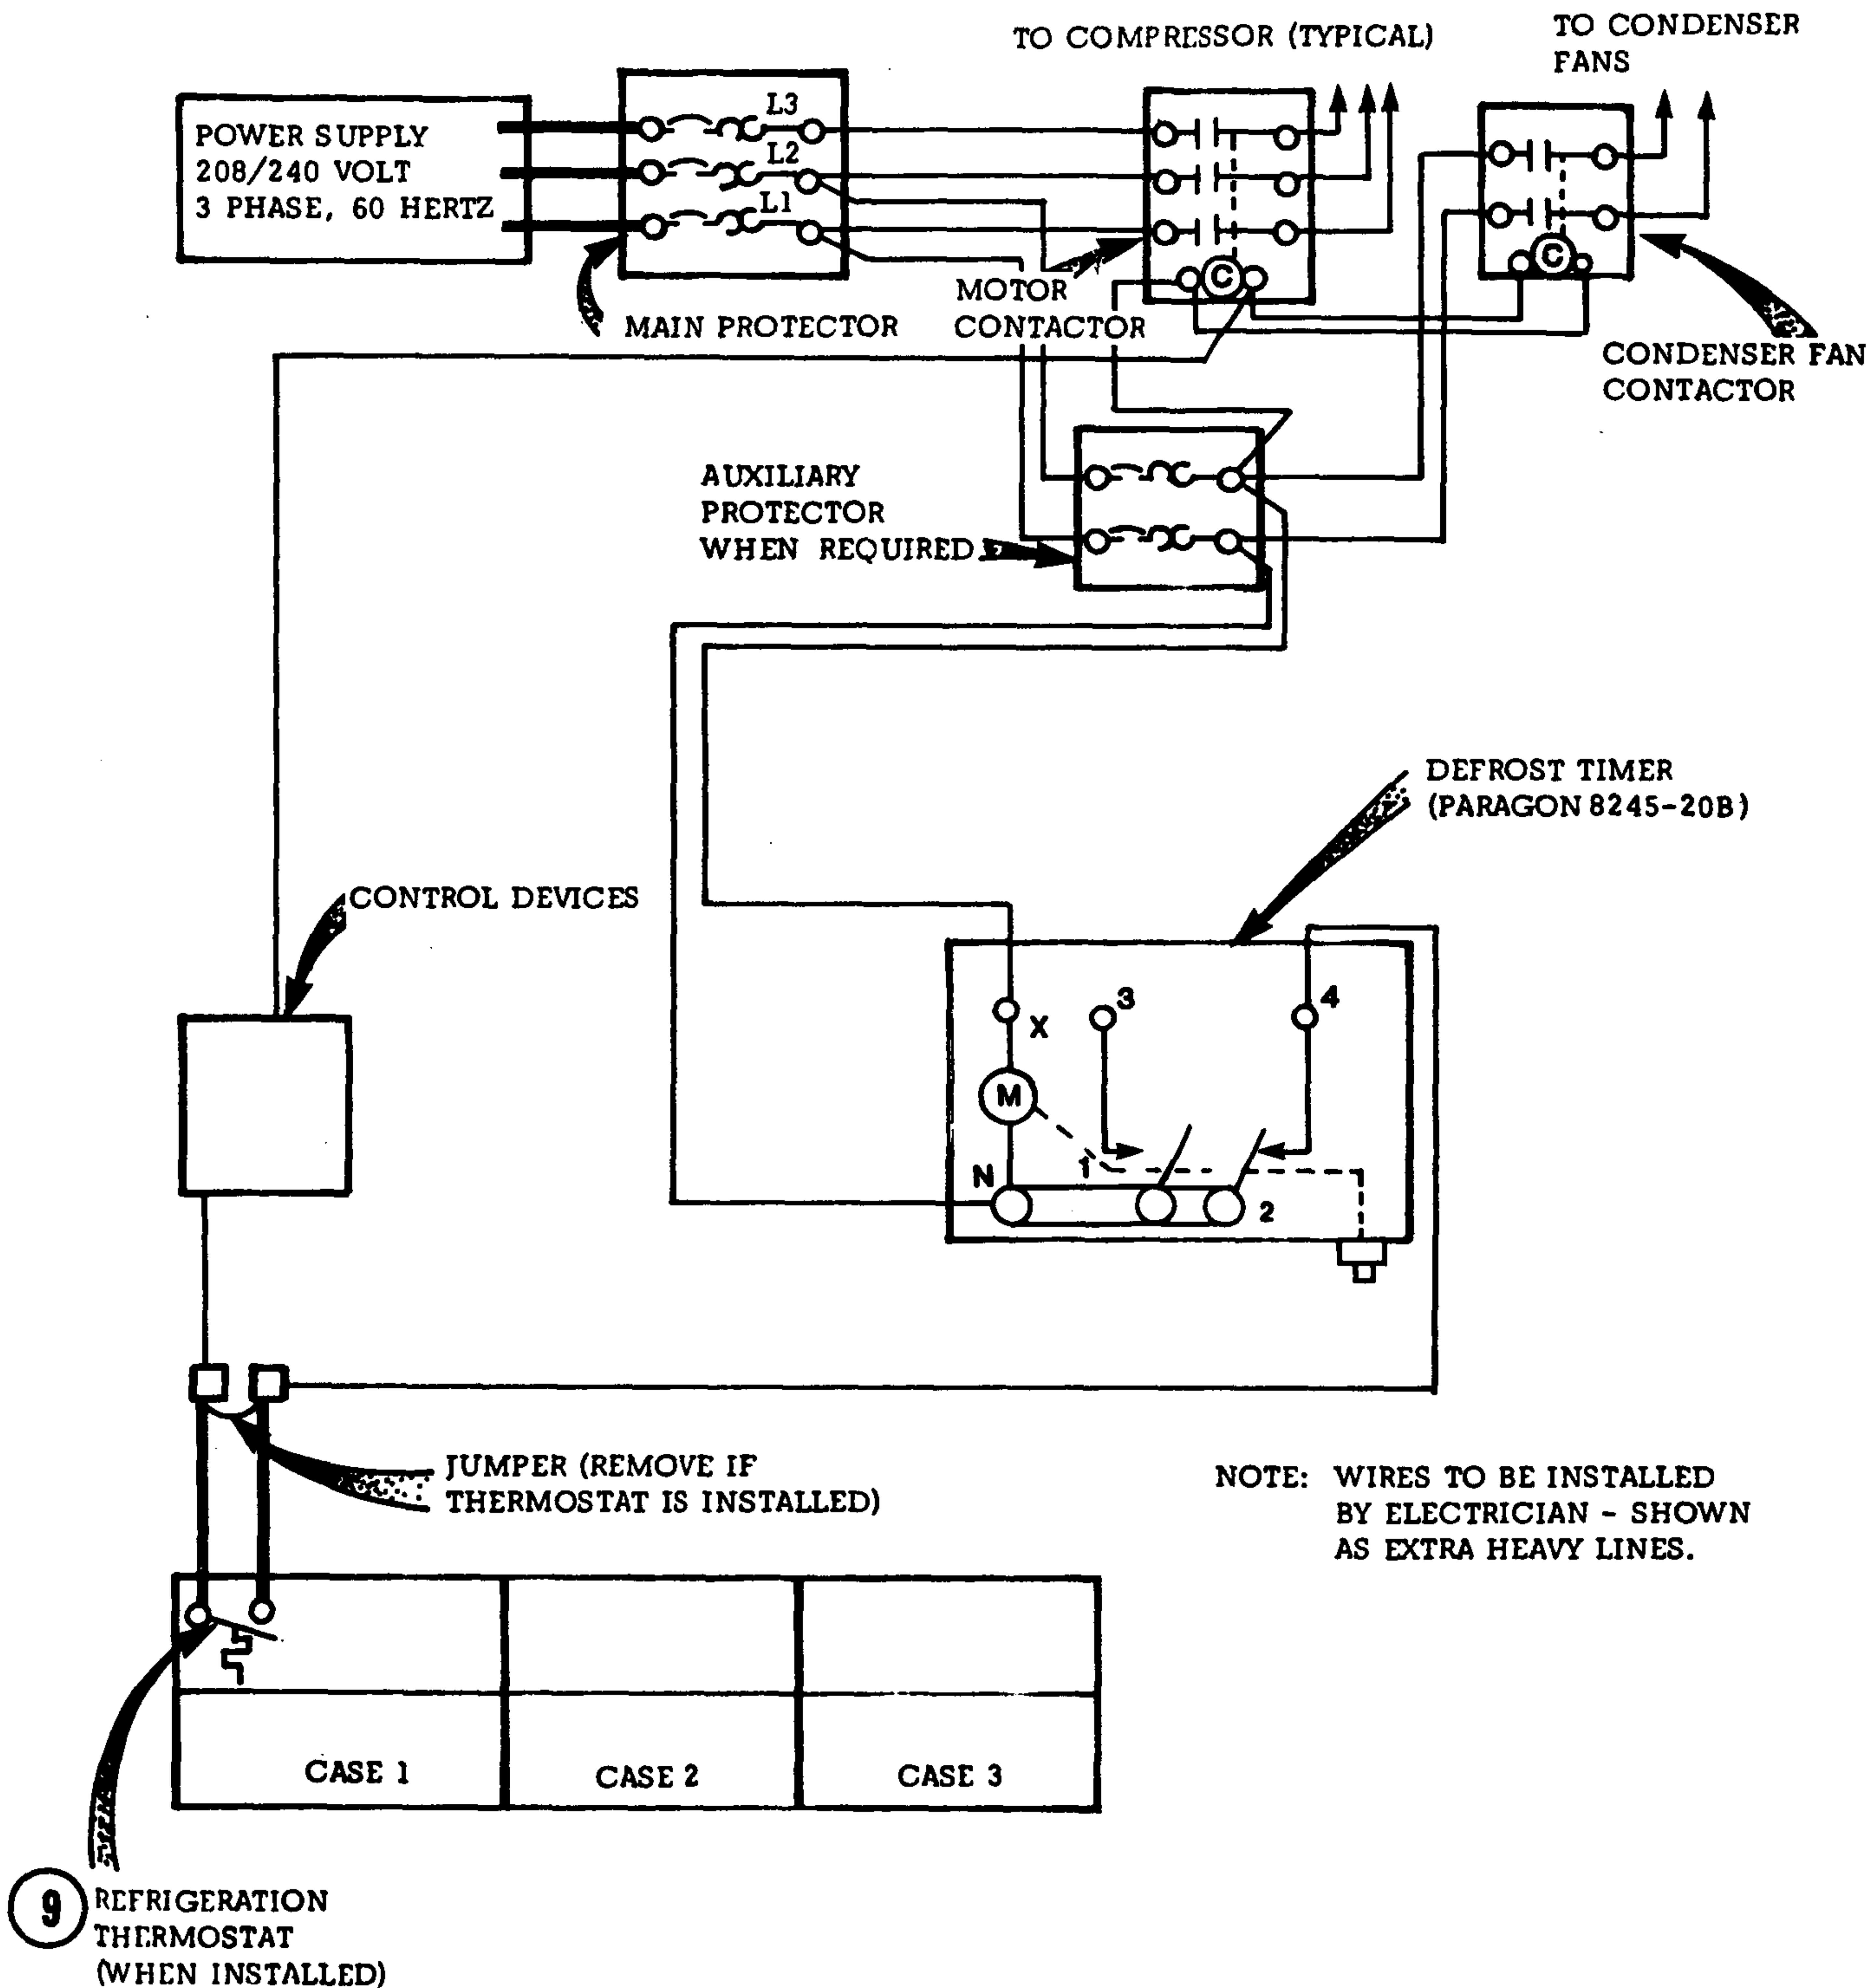 TO COMPRESSOR (TYPICAL)
TO CONDENSER
FANS
POWER SUPPLY
208/240 VOLT
3 PHASE, 60 HERTZ
L3
L2
L1
C
C
MOTOR
CONTACTOR
MAIN PROTECTOR
CONDENSER FAN
CONTACTOR
AUXILIARY
PROTECTOR
WHEN REQUIRED
DEFROST TIMER
(PARAGON 8245-20B)
CONTROL DEVICES
3
4
X
M
N
1
2
JUMPER (REMOVE IF
THERMOSTAT IS INSTALLED)
NOTE: WIRES TO BE INSTALLED
BY ELECTRICIAN - SHOWN
AS EXTRA HEAVY LINES.
CASE 1
CASE 2
CASE 3
9
REFRIGERATION
THERMOSTAT
(WHEN INSTALLED)